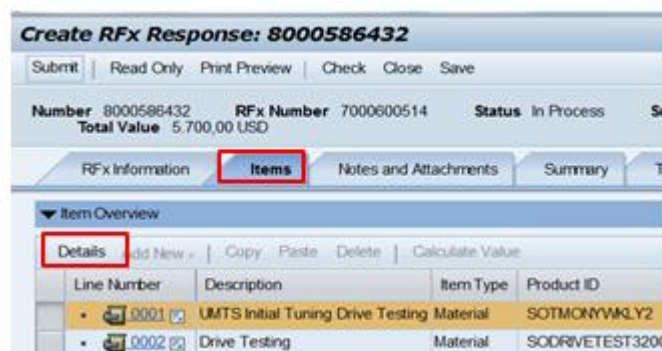 Create RFx Response: 8000586432
Submit | Read Only Print Preview | Check Close Save
Number 8000586432 RFx Number 7000600514 Status In Process
Total Value 5.700,00 USD
RFx Information Items Notes and Attachments Summary
Item Overview
Details Add New | Copy Paste Delete | Calculate Value
Line Number Description Item Type Product ID
0001 UMTS Initial Tuning Drive Testing Material SOTMONYWKLY2
0002 Drive Testing Material SODRIVETEST3200